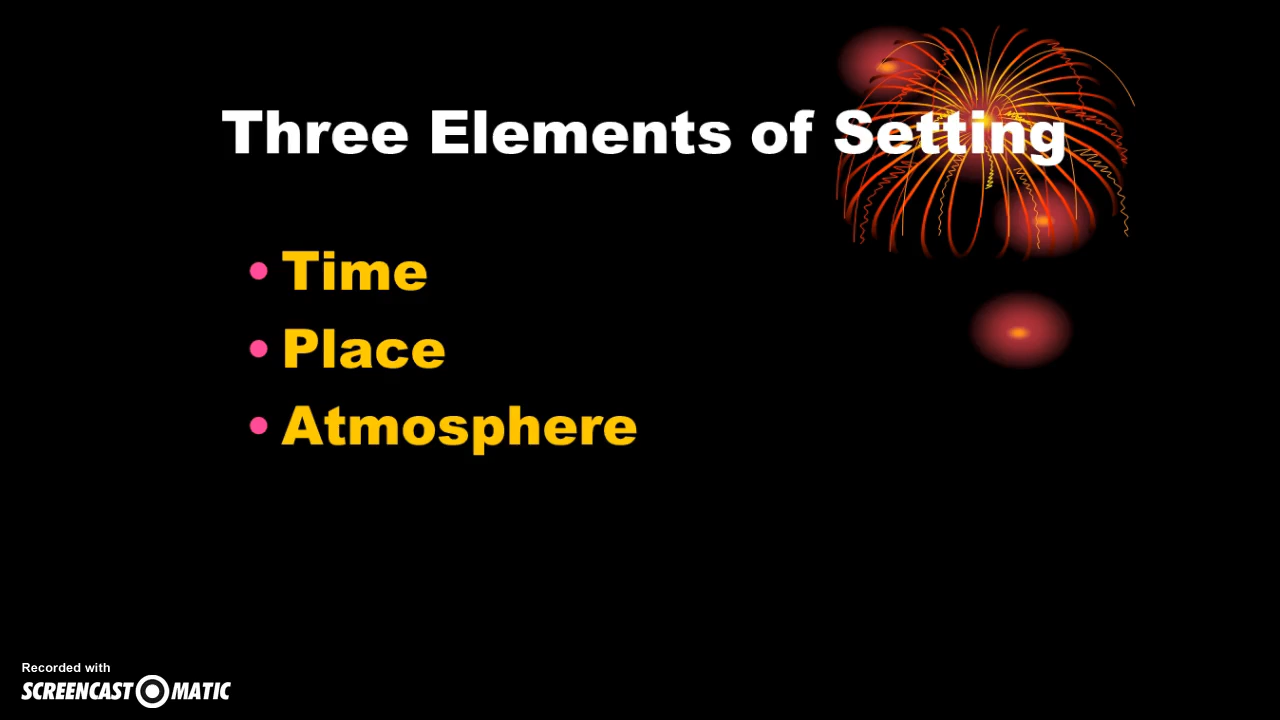 Three Elements of Setting
• Time
• Place
• Atmosphere
Recorded with
SCREENCAST MATIC